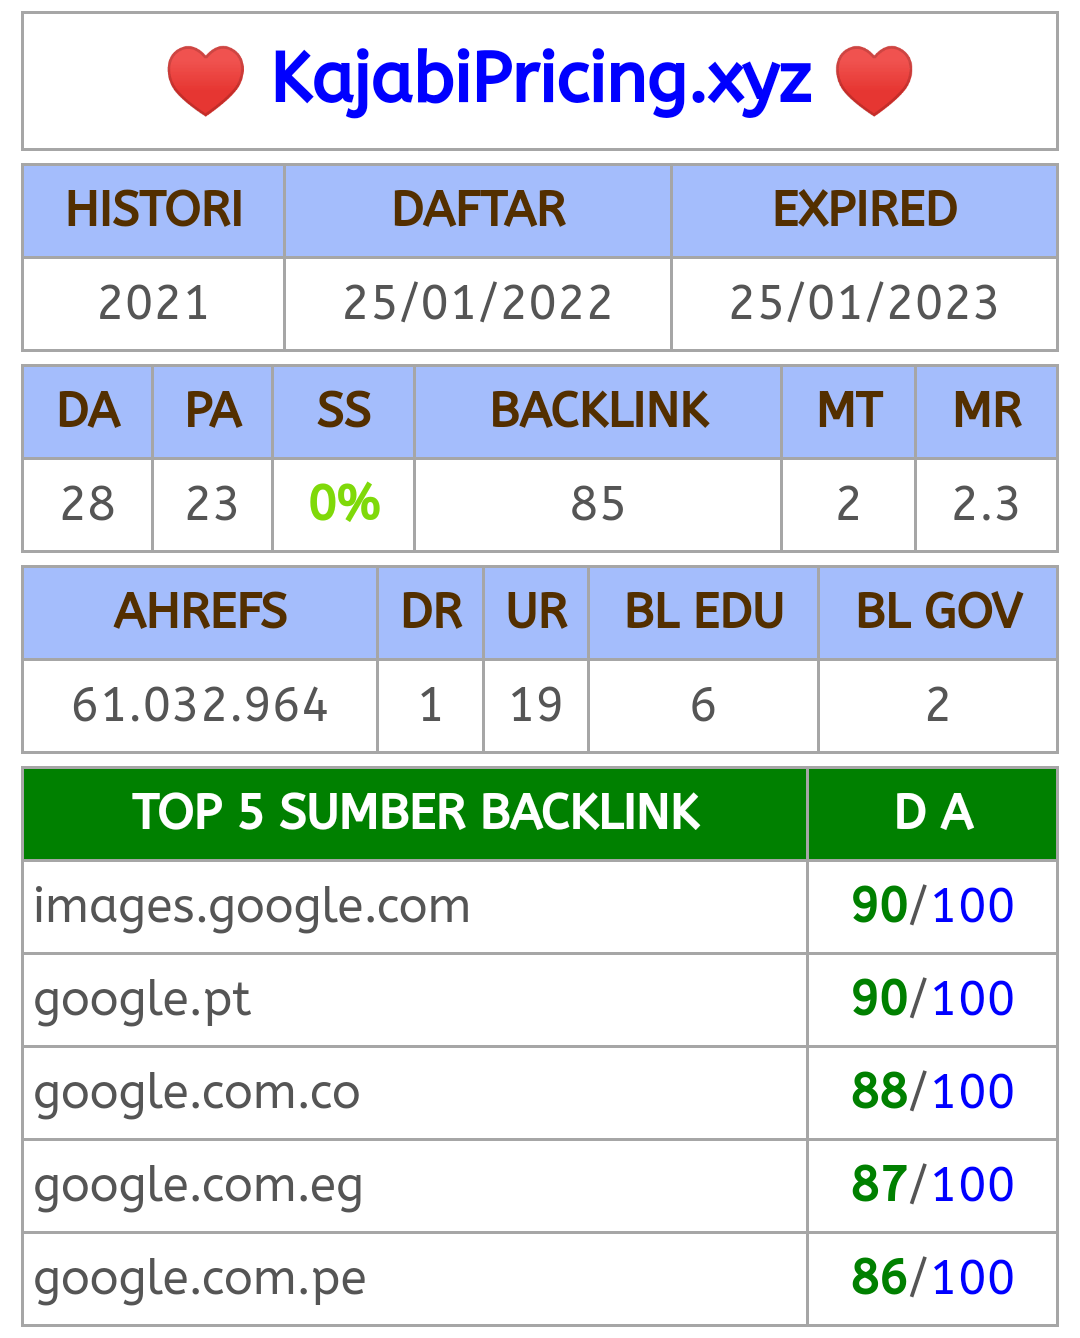 ❤️ KajabiPricing.xyz ❤️
HISTORI DAFTAR EXPIRED
2021 25/01/2022 25/01/2023
DA PA SS BACKLINK MT MR
28 23 0% 85 2 2.3
AHREFS DR UR BL EDU BL GOV
61.032.964 1 19 6 2
TOP 5 SUMBER BACKLINK D A
images.google.com 90/100
google.pt 90/100
google.com.co 88/100
google.com.eg 87/100
google.com.pe 86/100